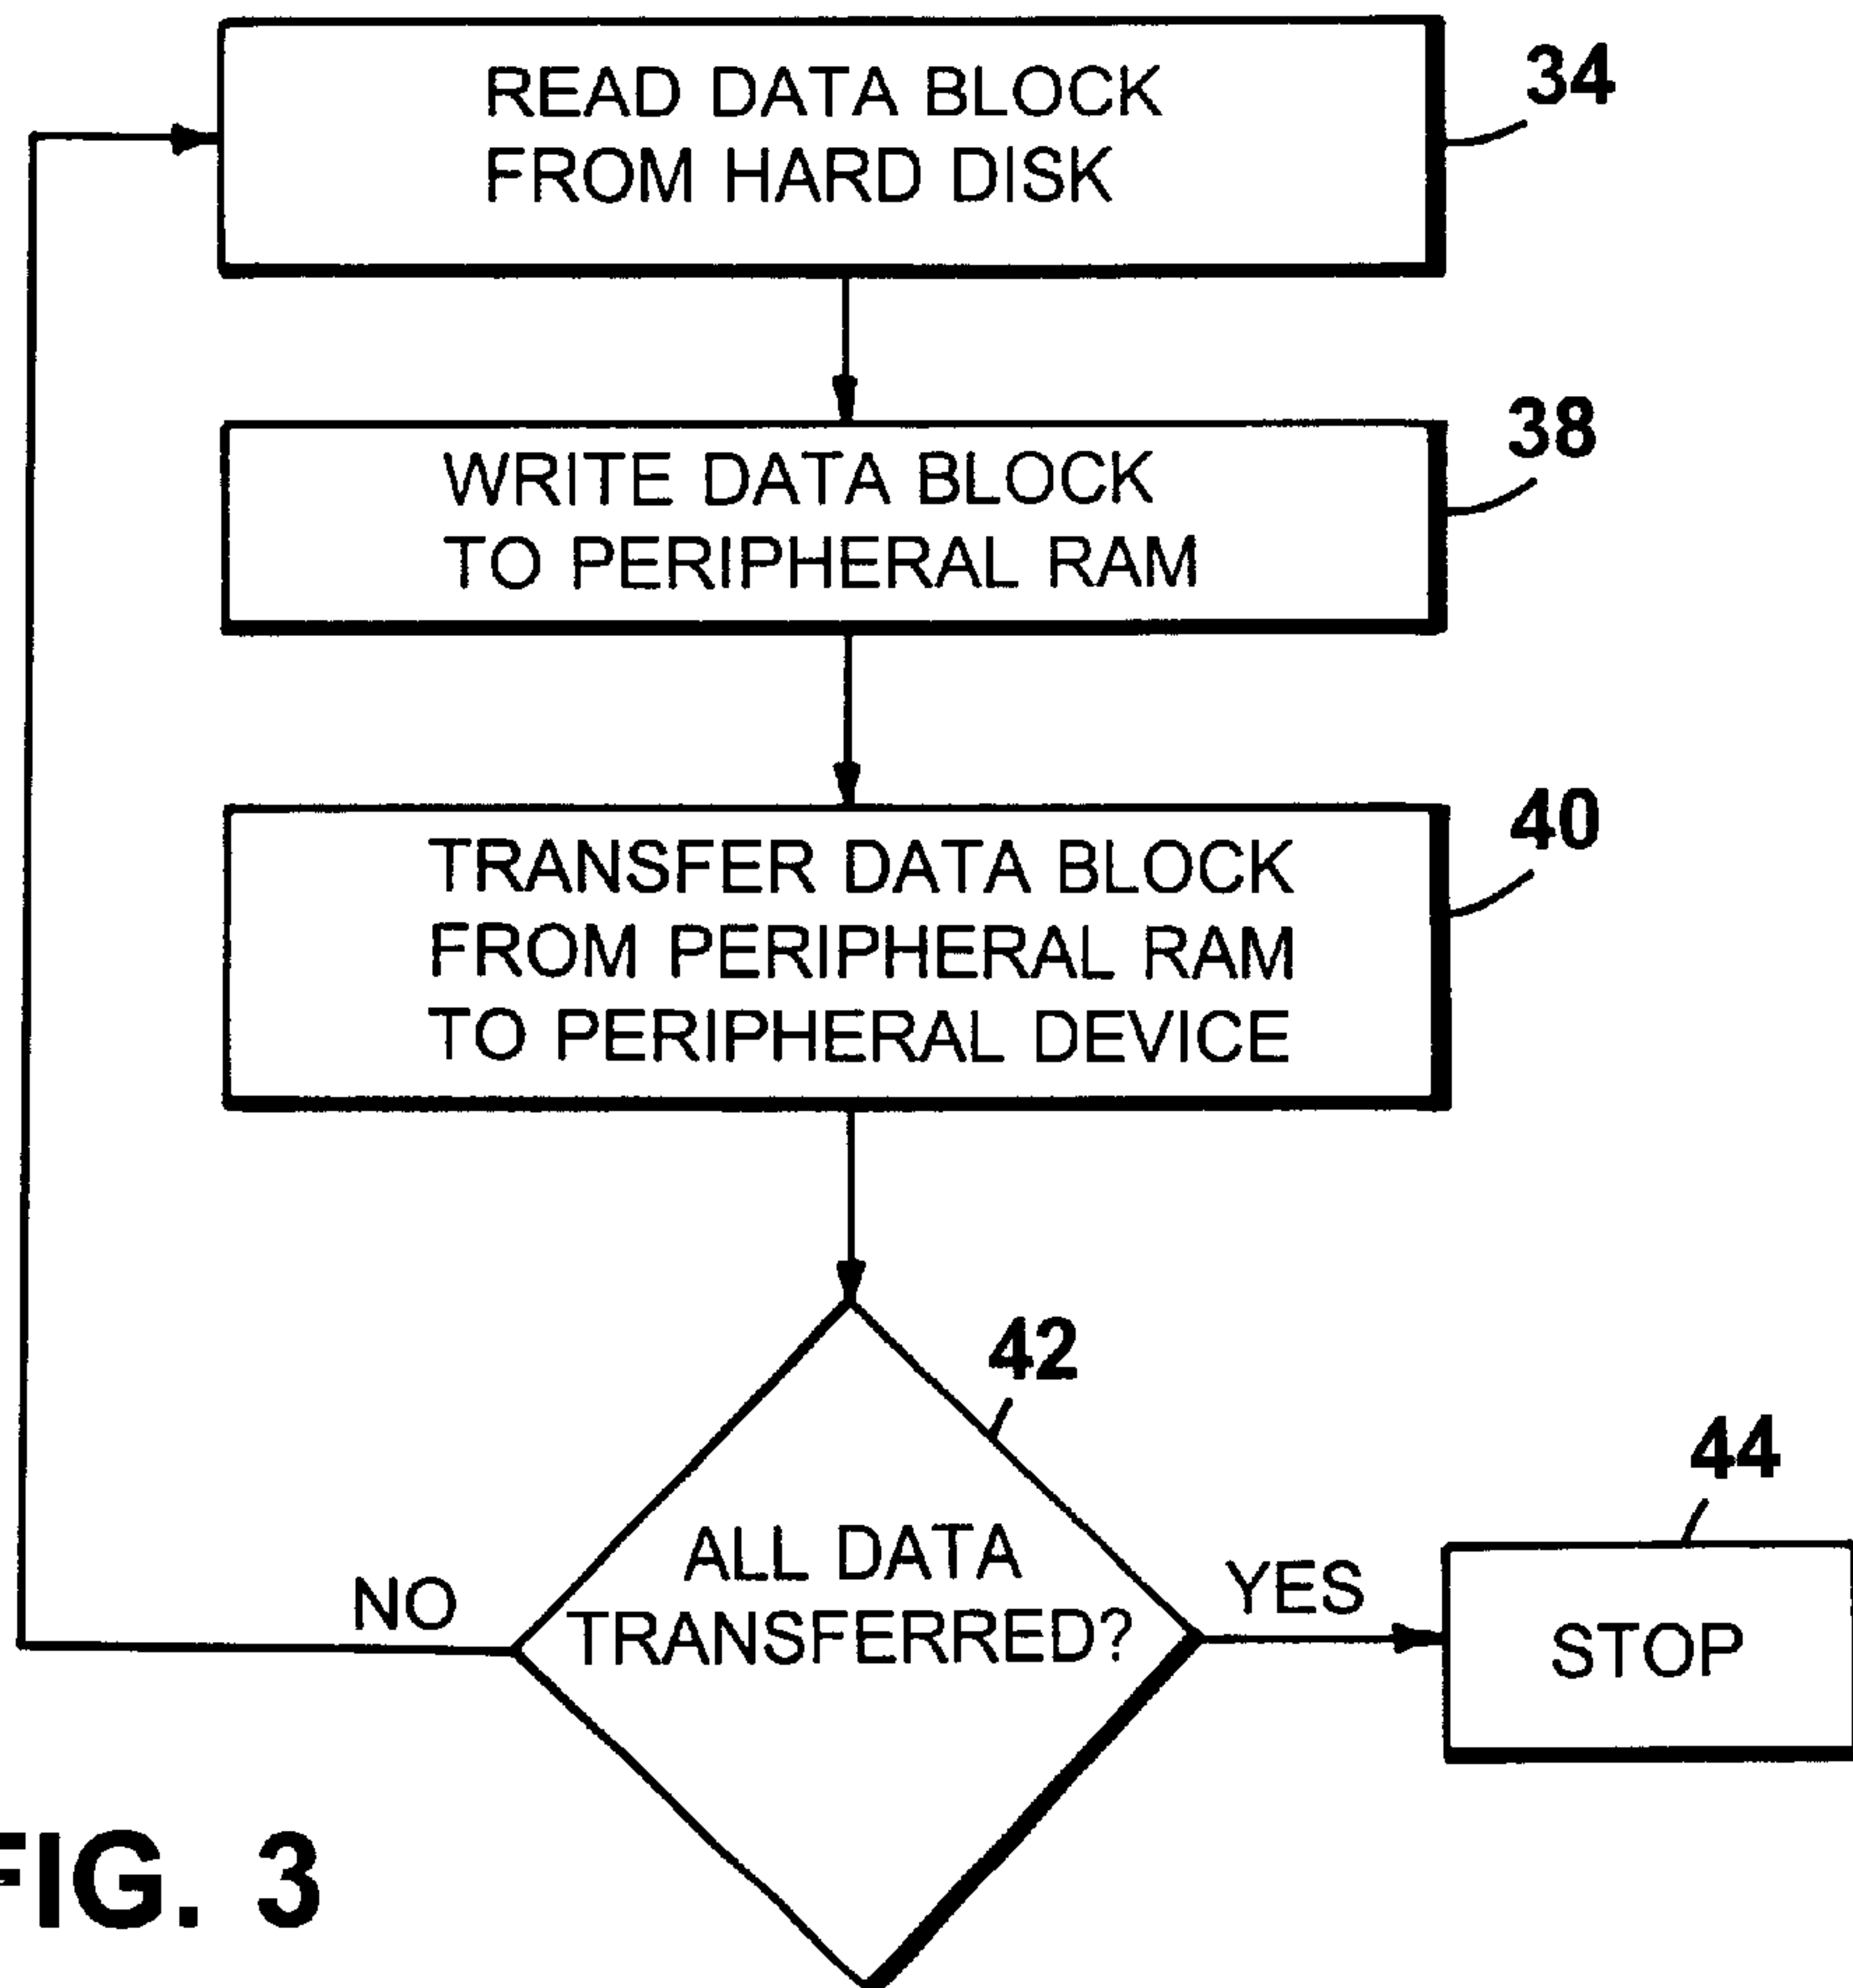 READ DATA BLOCK
FROM HARD DISK
34
WRITE DATA BLOCK
TO PERIPHERAL RAM
38
TRANSFER DATA BLOCK
FROM PERIPHERAL RAM
TO PERIPHERAL DEVICE
40
42
ALL DATA
TRANSFERRED?
NO
YES
44
STOP
FIG. 3